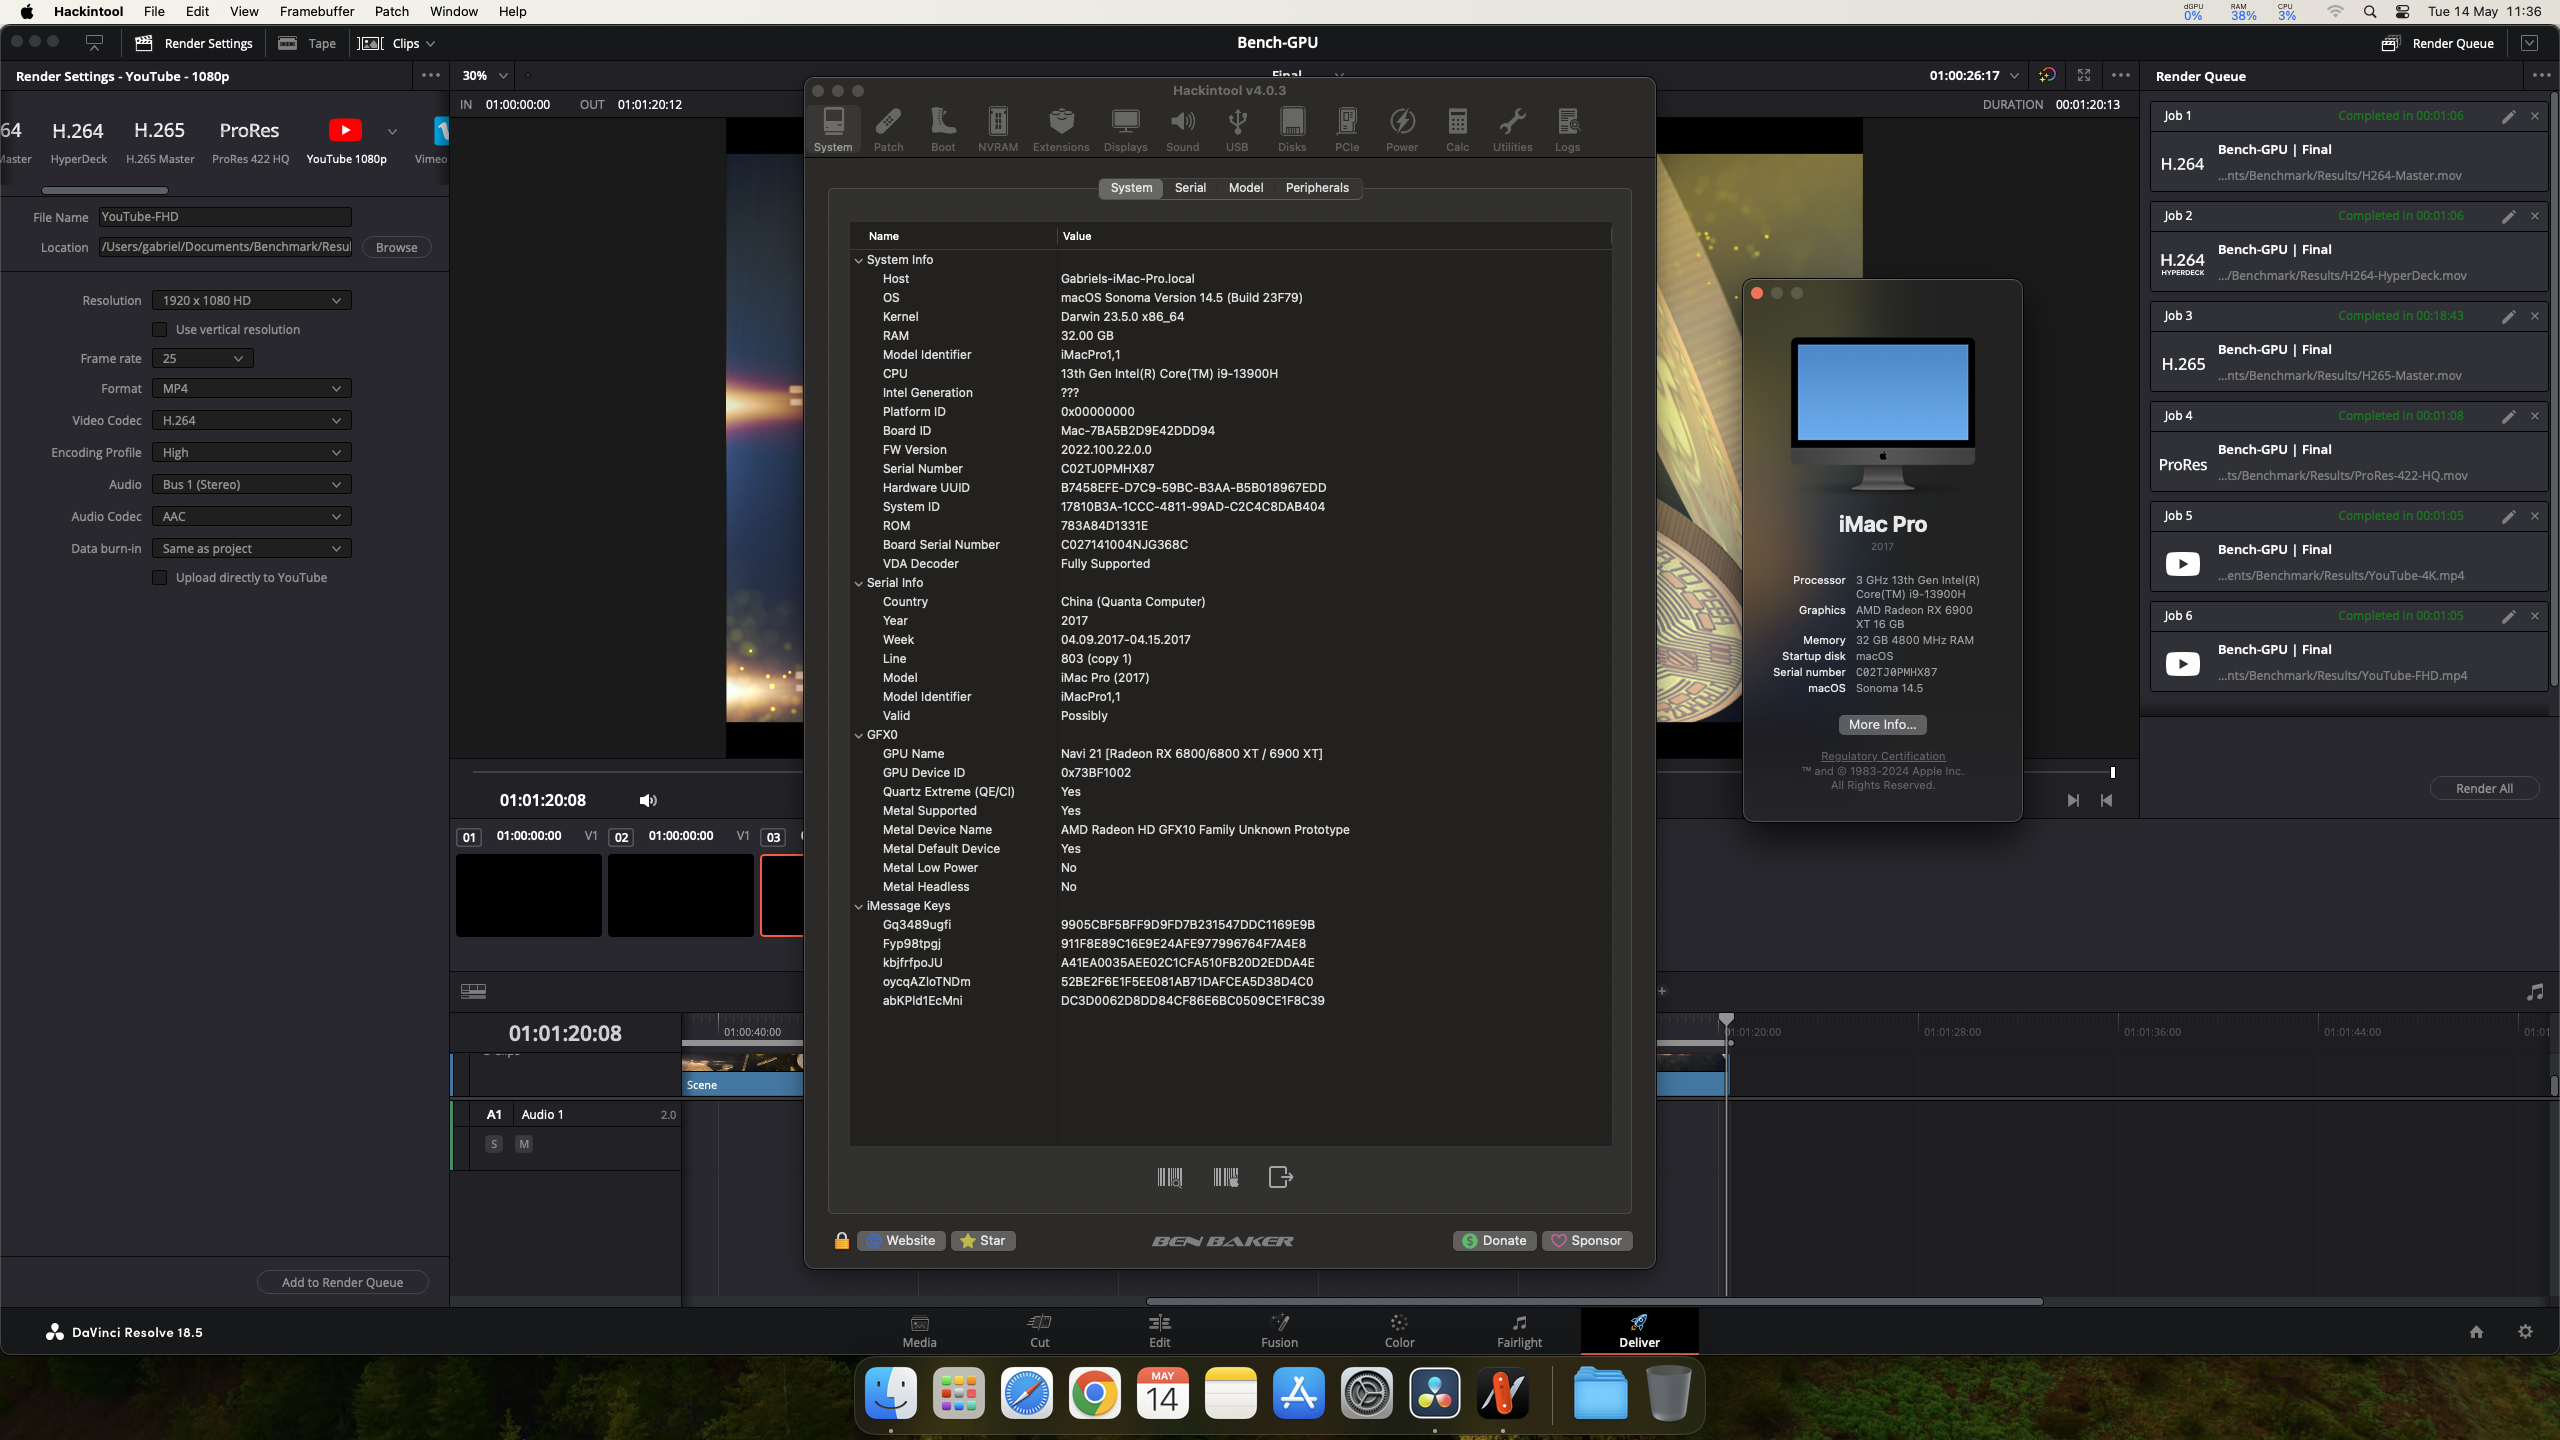 Hackintool File Edit View Framebuffer Patch Window Help
dGPU 0% RAM 38% CPU 3% Tue 14 May 11:36
Render Settings Tape Clips
Bench-GPU
Render Queue
Render Settings - YouTube - 1080p
30%
Final
01:00:26:17
Render Queue
IN 01:00:00:00 OUT 01:01:20:12
DURATION 00:01:20:13
64 H.264 H.265 ProRes
Master HyperDeck H.265 Master ProRes 422 HQ YouTube 1080p Vimeo
File Name YouTube-FHD
Location /Users/gabriel/Documents/Benchmark/Resul Browse
Resolution 1920 x 1080 HD
Use vertical resolution
Frame rate 25
Format MP4
Video Codec H.264
Encoding Profile High
Audio Bus 1 (Stereo)
Audio Codec AAC
Data burn-in Same as project
Upload directly to YouTube
Add to Render Queue
Hackintool v4.0.3
System Patch Boot NVRAM Extensions Displays Sound USB Disks PCIe Power Calc Utilities Logs
System Serial Model Peripherals
Name Value
System Info
Host Gabriels-iMac-Pro.local
OS macOS Sonoma Version 14.5 (Build 23F79)
Kernel Darwin 23.5.0 x86_64
RAM 32.00 GB
Model Identifier iMacPro1,1
CPU 13th Gen Intel(R) Core(TM) i9-13900H
Intel Generation ???
Platform ID 0x00000000
Board ID Mac-7BA5B2D9E42DDD94
FW Version 2022.100.22.0.0
Serial Number C02TJ0PMHX87
Hardware UUID B7458EFE-D7C9-59BC-B3AA-B5B018967EDD
System ID 17810B3A-1CCC-4811-99AD-C2C4C8DAB404
ROM 783A84D1331E
Board Serial Number C027141004NJG368C
VDA Decoder Fully Supported
Serial Info
Country China (Quanta Computer)
Year 2017
Week 04.09.2017-04.15.2017
Line 803 (copy 1)
Model iMac Pro (2017)
Model Identifier iMacPro1,1
Valid Possibly
GFX0
GPU Name Navi 21 [Radeon RX 6800/6800 XT / 6900 XT]
GPU Device ID 0x73BF1002
Quartz Extreme (QE/CI) Yes
Metal Supported Yes
Metal Device Name AMD Radeon HD GFX10 Family Unknown Prototype
Metal Default Device Yes
Metal Low Power No
Metal Headless No
iMessage Keys
Gq3489ugfi 9905CBF5BFF9D9FD7B231547DDC1169E9B
Fyp98tpgj 911F8E89C16E9E24AFE977996764F7A4E8
kbjfrfpoJU A41EA0035AEE02C1CFA510FB20D2EDDA4E
oycqAZloTNDm 52BE2F6E1F5EE081AB71DAFCEA5D38D4C0
abKPld1EcMni DC3D0062D8DD84CF86E6BC0509CE1F8C39
Website Star BEN BAKER Donate Sponsor
iMac Pro
2017
Processor 3 GHz 13th Gen Intel(R)
Core(TM) i9-13900H
Graphics AMD Radeon RX 6900
XT 16 GB
Memory 32 GB 4800 MHz RAM
Startup disk macOS
Serial number C02TJ0PMHX87
macOS Sonoma 14.5
More Info...
Regulatory Certification
™ and © 1983-2024 Apple Inc.
All Rights Reserved.
Job 1 Completed in 00:01:06
H.264 Bench-GPU | Final
...nts/Benchmark/Results/H264-Master.mov
Job 2 Completed in 00:01:06
H.264 HYPERDECK Bench-GPU | Final
.../Benchmark/Results/H264-HyperDeck.mov
Job 3 Completed in 00:18:43
H.265 Bench-GPU | Final
...nts/Benchmark/Results/H265-Master.mov
Job 4 Completed in 00:01:08
ProRes Bench-GPU | Final
...ts/Benchmark/Results/ProRes-422-HQ.mov
Job 5 Completed in 00:01:05
Bench-GPU | Final
...ents/Benchmark/Results/YouTube-4K.mp4
Job 6 Completed in 00:01:05
Bench-GPU | Final
...nts/Benchmark/Results/YouTube-FHD.mp4
Render All
01:01:20:08
01 01:00:00:00 V1 02 01:00:00:00 V1 03
01:01:20:08
01:00:40:00 01:01:20:00 01:01:28:00 01:01:36:00 01:01:44:00 01:01
Scene
A1 Audio 1 2.0
S M
DaVinci Resolve 18.5
Media Cut Edit Fusion Color Fairlight Deliver
MAY
14